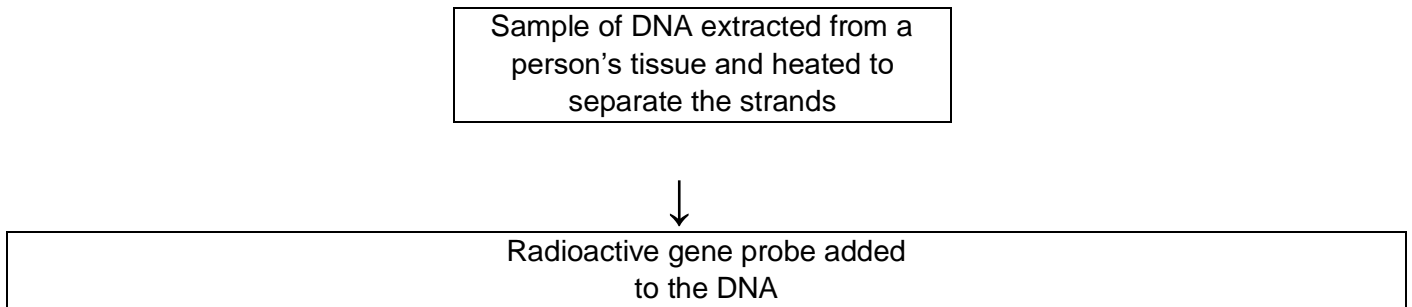 Sample of DNA extracted from a
person’s tissue and heated to
separate the strands
↓
Radioactive gene probe added
to the DNA